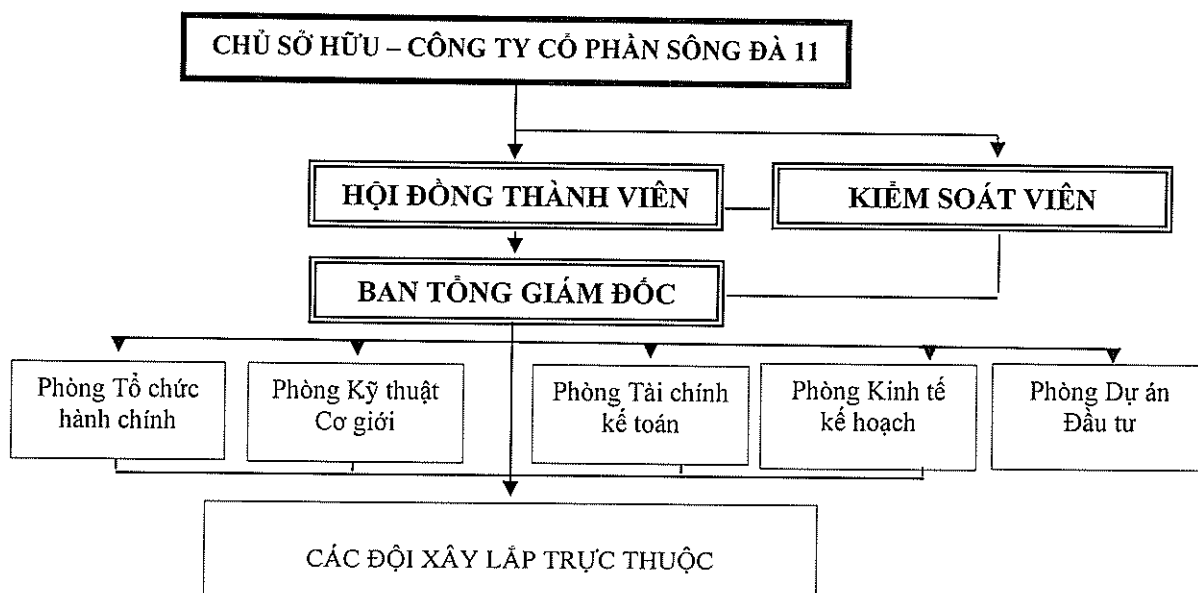 CHỦ SỞ HỮU – CÔNG TY CỔ PHẦN SÔNG ĐÀ 11
HỘI ĐỒNG THÀNH VIÊN
KIỂM SOÁT VIÊN
BAN TỔNG GIÁM ĐỐC
Phòng Tổ chức
hành chính
Phòng Kỹ thuật
Cơ giới
Phòng Tài chính
kế toán
Phòng Kinh tế
kế hoạch
Phòng Dự án
Đầu tư
CÁC ĐỘI XÂY LẮP TRỰC THUỘC